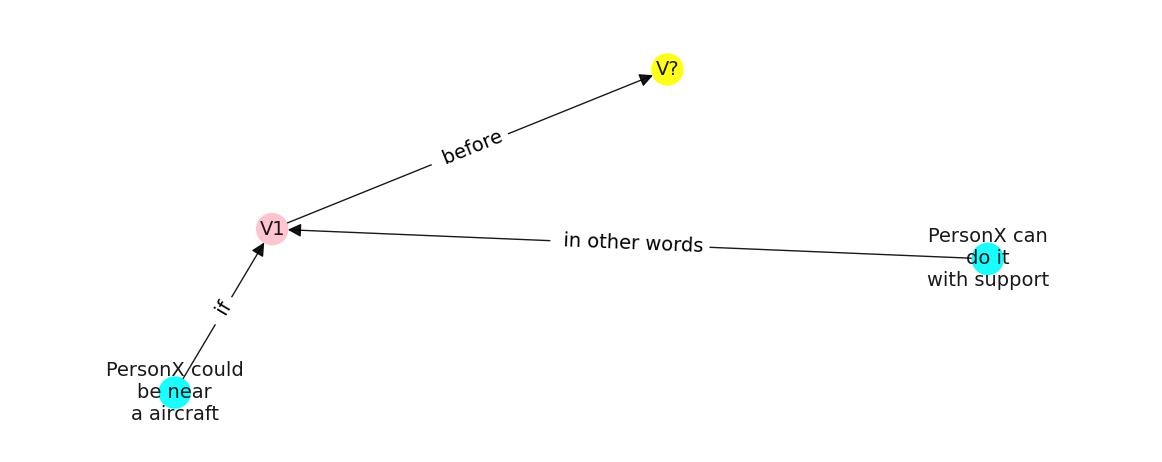 V?
before
V1
in other words
PersonX can
do it
with support
if
PersonX could
be near
a aircraft